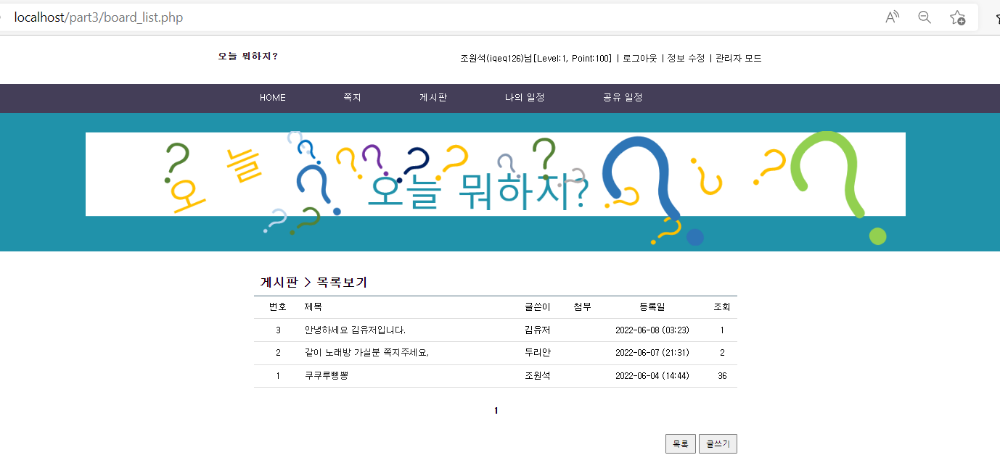 localhost/part3/board_list.php
오늘 뭐하지?
조원석(iqeq126)님[Level:1, Point:100] | 로그아웃 | 정보 수정 | 관리자 모드
HOME 쪽지 게시판 나의 일정 공유 일정
오늘
오늘 뭐하지?
게시판 > 목록보기
번호 제목 글쓴이 첨부 등록일 조회
3 안녕하세요 김유저입니다. 김유저 2022-06-08 (03:23) 1
2 같이 노래방 가실분 쪽지주세요, 두리안 2022-06-07 (21:31) 2
1 쿠쿠루삥뽕 조원석 2022-06-04 (14:44) 36
1
목록 글쓰기